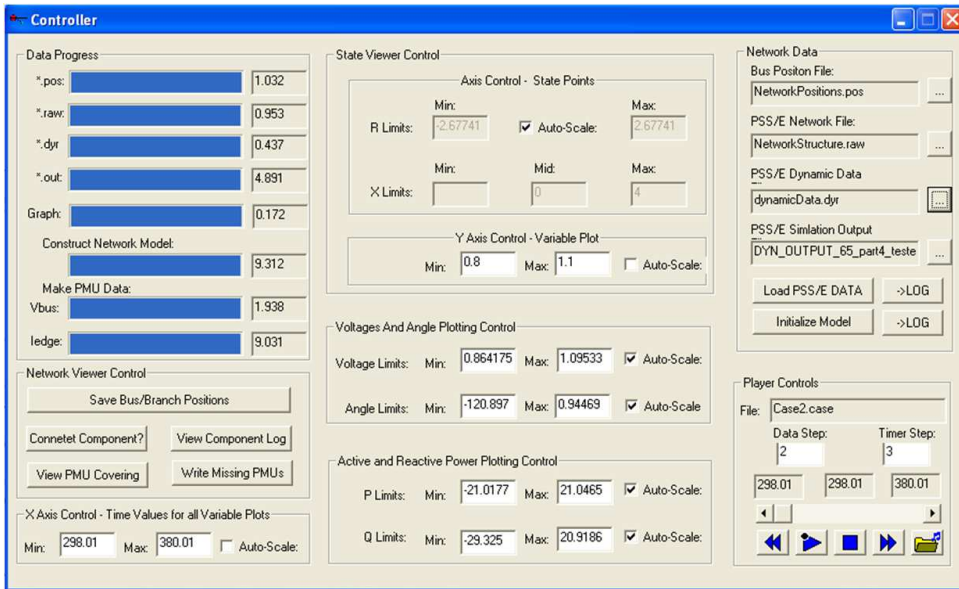 Controller
Data Progress
*.pos:
1.032
*.raw:
0.953
*.dyr
0.437
*.out:
4.891
Graph:
0.172
Construct Network Model:
9.312
Make PMU Data:
Vbus:
1.938
Iedge:
9.031
Network Viewer Control
Save Bus/Branch Positions
Connetet Component?
View Component Log
View PMU Covering
Write Missing PMUs
X Axis Control - Time Values for all Variable Plots
Min: 298.01 Max: 380.01 Auto-Scale:
State Viewer Control
Axis Control - State Points
Min: Max:
R Limits: -2.67741 Auto-Scale: 2.67741
Min: Mid: Max:
X Limits: 0 4
Y Axis Control - Variable Plot
Min: 0.8 Max: 1.1 Auto-Scale:
Voltages And Angle Plotting Control
Voltage Limits: Min: 0.864175 Max: 1.09533 Auto-Scale:
Angle Limits: Min: -120.897 Max: 0.94469 Auto-Scale
Active and Reactive Power Plotting Control
P Limits: Min: -21.0177 Max: 21.0465 Auto-Scale:
Q Limits: Min: -29.325 Max: 20.9186 Auto-Scale:
Network Data
Bus Positon File:
NetworkPositions.pos ...
PSS/E Network File:
NetworkStructure.raw ...
PSS/E Dynamic Data
dynamicData.dyr ...
PSS/E Simlation Output
DYN_OUTPUT_65_part4_teste ...
Load PSS/E DATA ->LOG
Initialize Model ->LOG
Player Controls
File: Case2.case
Data Step: Timer Step:
2 3
298.01 298.01 380.01